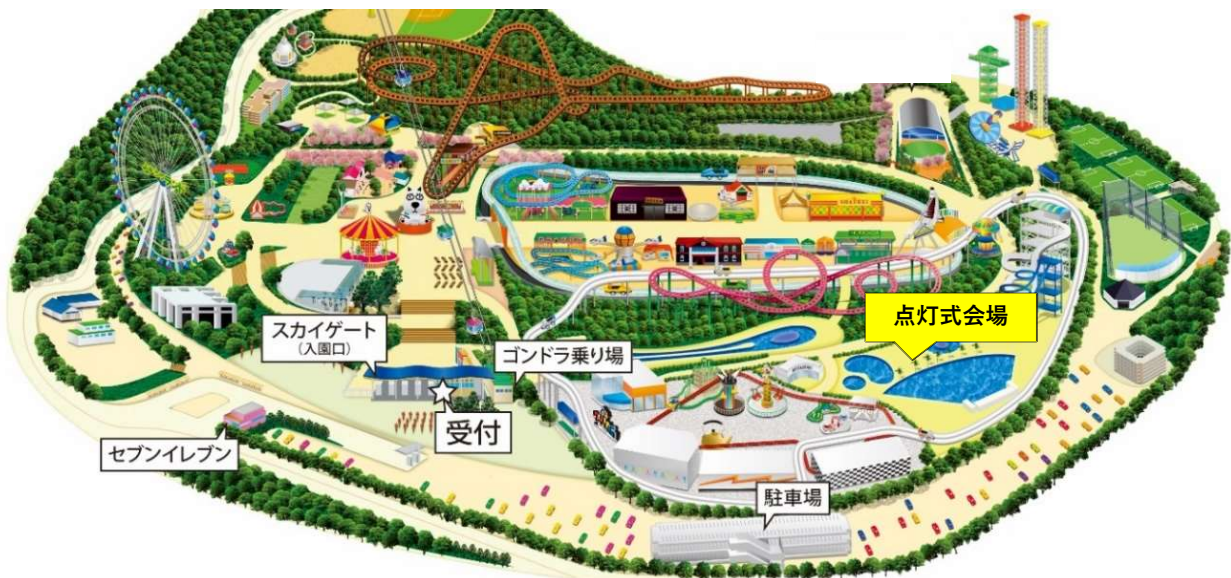 点灯式会場
スカイゲート
(入園口)
ゴンドラ乗り場
受付
セブンイレブン
駐車場